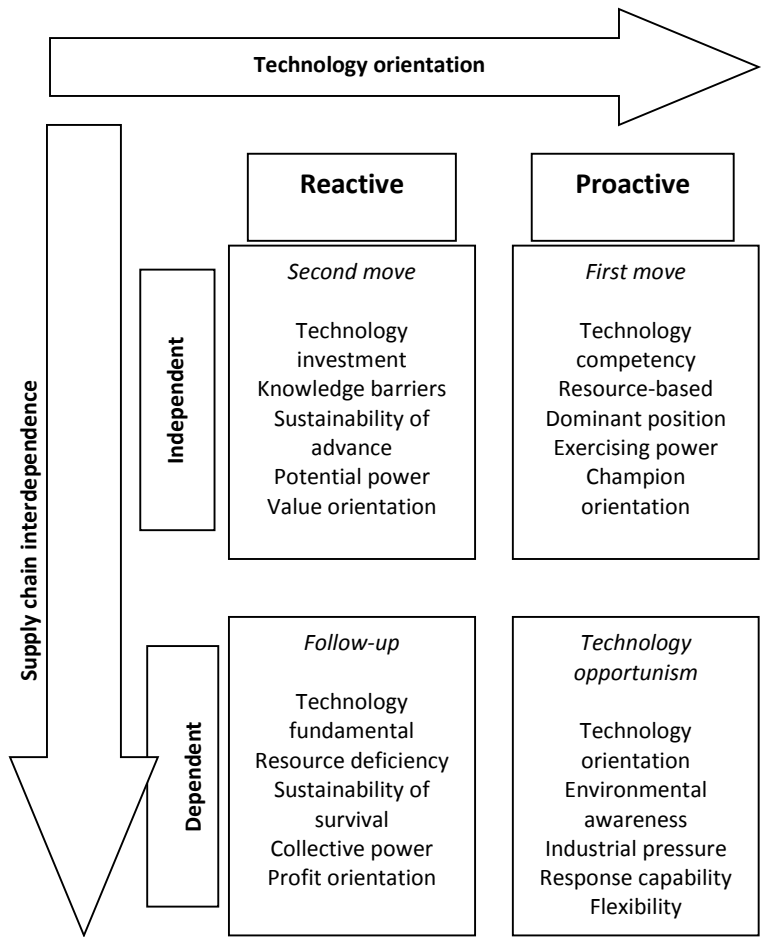 Technology orientation
Reactive
Proactive
Supply chain interdependence
Independent
Second move
Technology
investment
Knowledge barriers
Sustainability of
advance
Potential power
Value orientation
First move
Technology
competency
Resource-based
Dominant position
Exercising power
Champion
orientation
Dependent
Follow-up
Technology
fundamental
Resource deficiency
Sustainability of
survival
Collective power
Profit orientation
Technology
opportunism
Technology
orientation
Environmental
awareness
Industrial pressure
Response capability
Flexibility